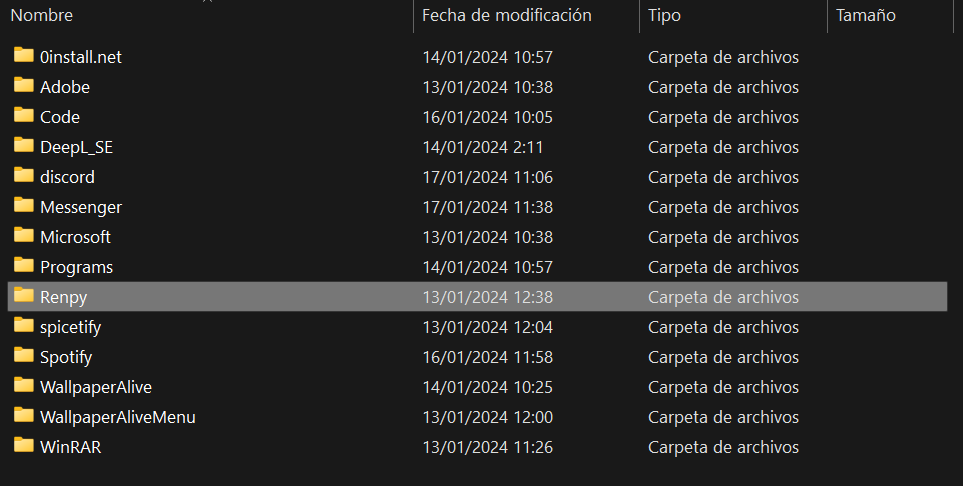 Nombre Fecha de modificación Tipo Tamaño
0install.net 14/01/2024 10:57 Carpeta de archivos
Adobe 13/01/2024 10:38 Carpeta de archivos
Code 16/01/2024 10:05 Carpeta de archivos
DeepL_SE 14/01/2024 2:11 Carpeta de archivos
discord 17/01/2024 11:06 Carpeta de archivos
Messenger 17/01/2024 11:38 Carpeta de archivos
Microsoft 13/01/2024 10:38 Carpeta de archivos
Programs 14/01/2024 10:57 Carpeta de archivos
Renpy 13/01/2024 12:38 Carpeta de archivos
spicetify 13/01/2024 12:04 Carpeta de archivos
Spotify 16/01/2024 11:58 Carpeta de archivos
WallpaperAlive 14/01/2024 10:25 Carpeta de archivos
WallpaperAliveMenu 13/01/2024 12:00 Carpeta de archivos
WinRAR 13/01/2024 11:26 Carpeta de archivos